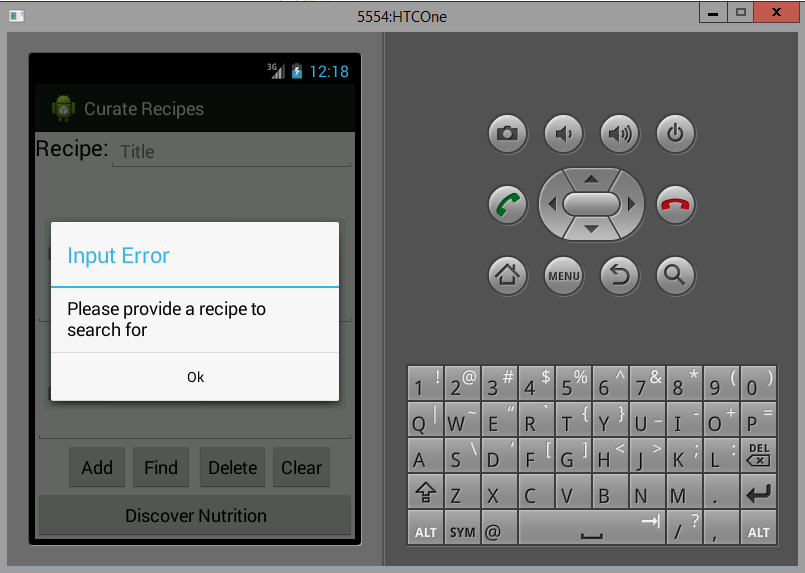 5554:HTCOne
3G 12:18
Curate Recipes
Recipe: Title
Input Error
Please provide a recipe to
search for
Ok
Add Find Delete Clear
Discover Nutrition
MENU
1 ! 2 @ 3 # 4 $ 5 % 6 ^ 7 & 8 * 9 ( 0 )
Q | W ~ E “ R ` T { Y } U _ I - O + P =
A S \ D ‘ F [ G ] H < J > K ; L : DEL
Z X C V B N M .
ALT SYM @ / ? , ALT